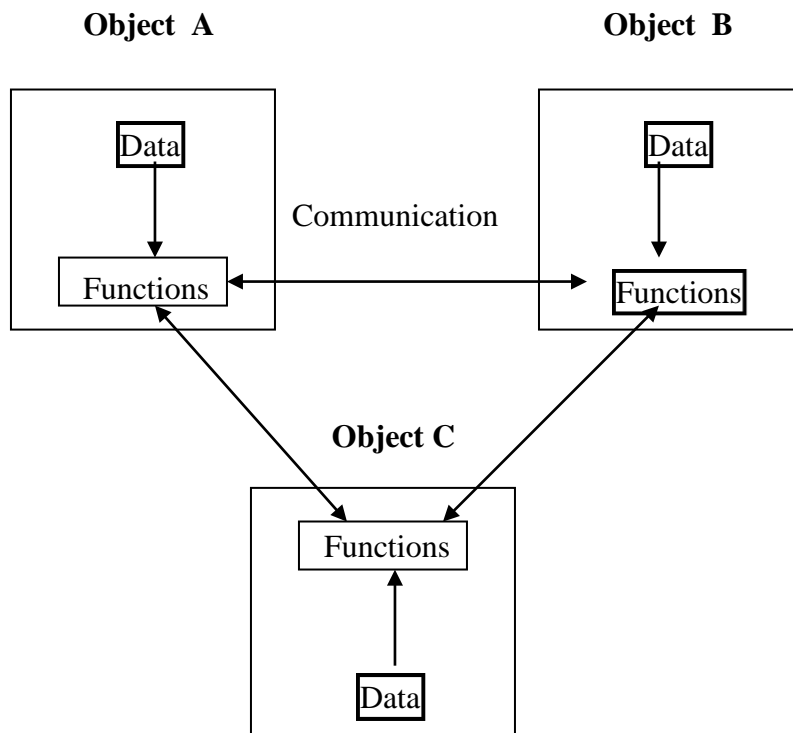 Object A
Object B
Data
Data
Communication
Functions
Functions
Object C
Functions
Data